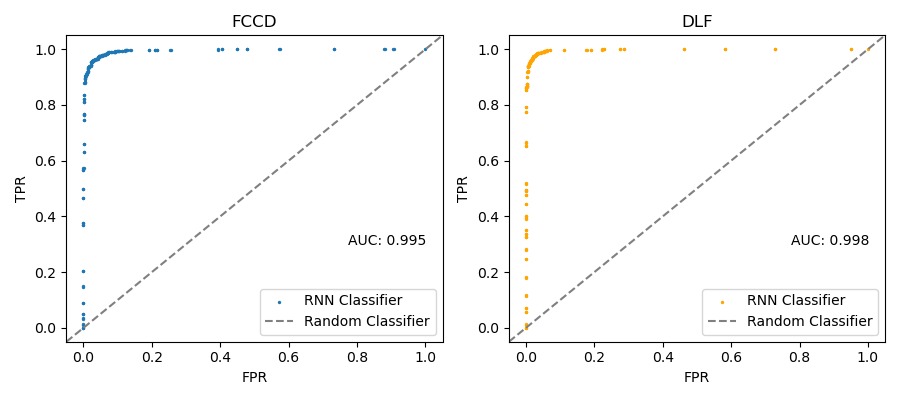 FCCD
TPR
1.0
0.8
0.6
0.4
0.2
0.0
AUC: 0.995
RNN Classifier
Random Classifier
0.0 0.2 0.4 0.6 0.8 1.0
FPR
DLF
TPR
1.0
0.8
0.6
0.4
0.2
0.0
AUC: 0.998
RNN Classifier
Random Classifier
0.0 0.2 0.4 0.6 0.8 1.0
FPR